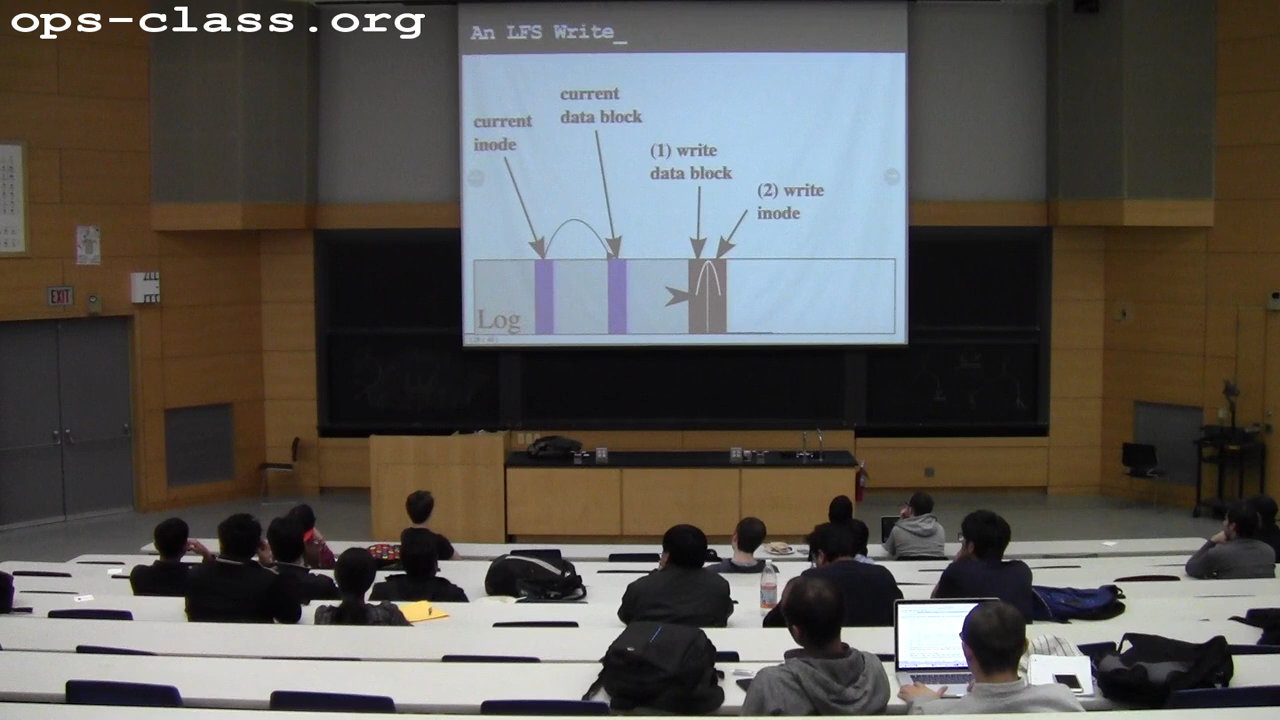 ops-class.org
An LFS Write_
current
data block
current
inode
(1) write
data block
(2) write
inode
Log
EXIT